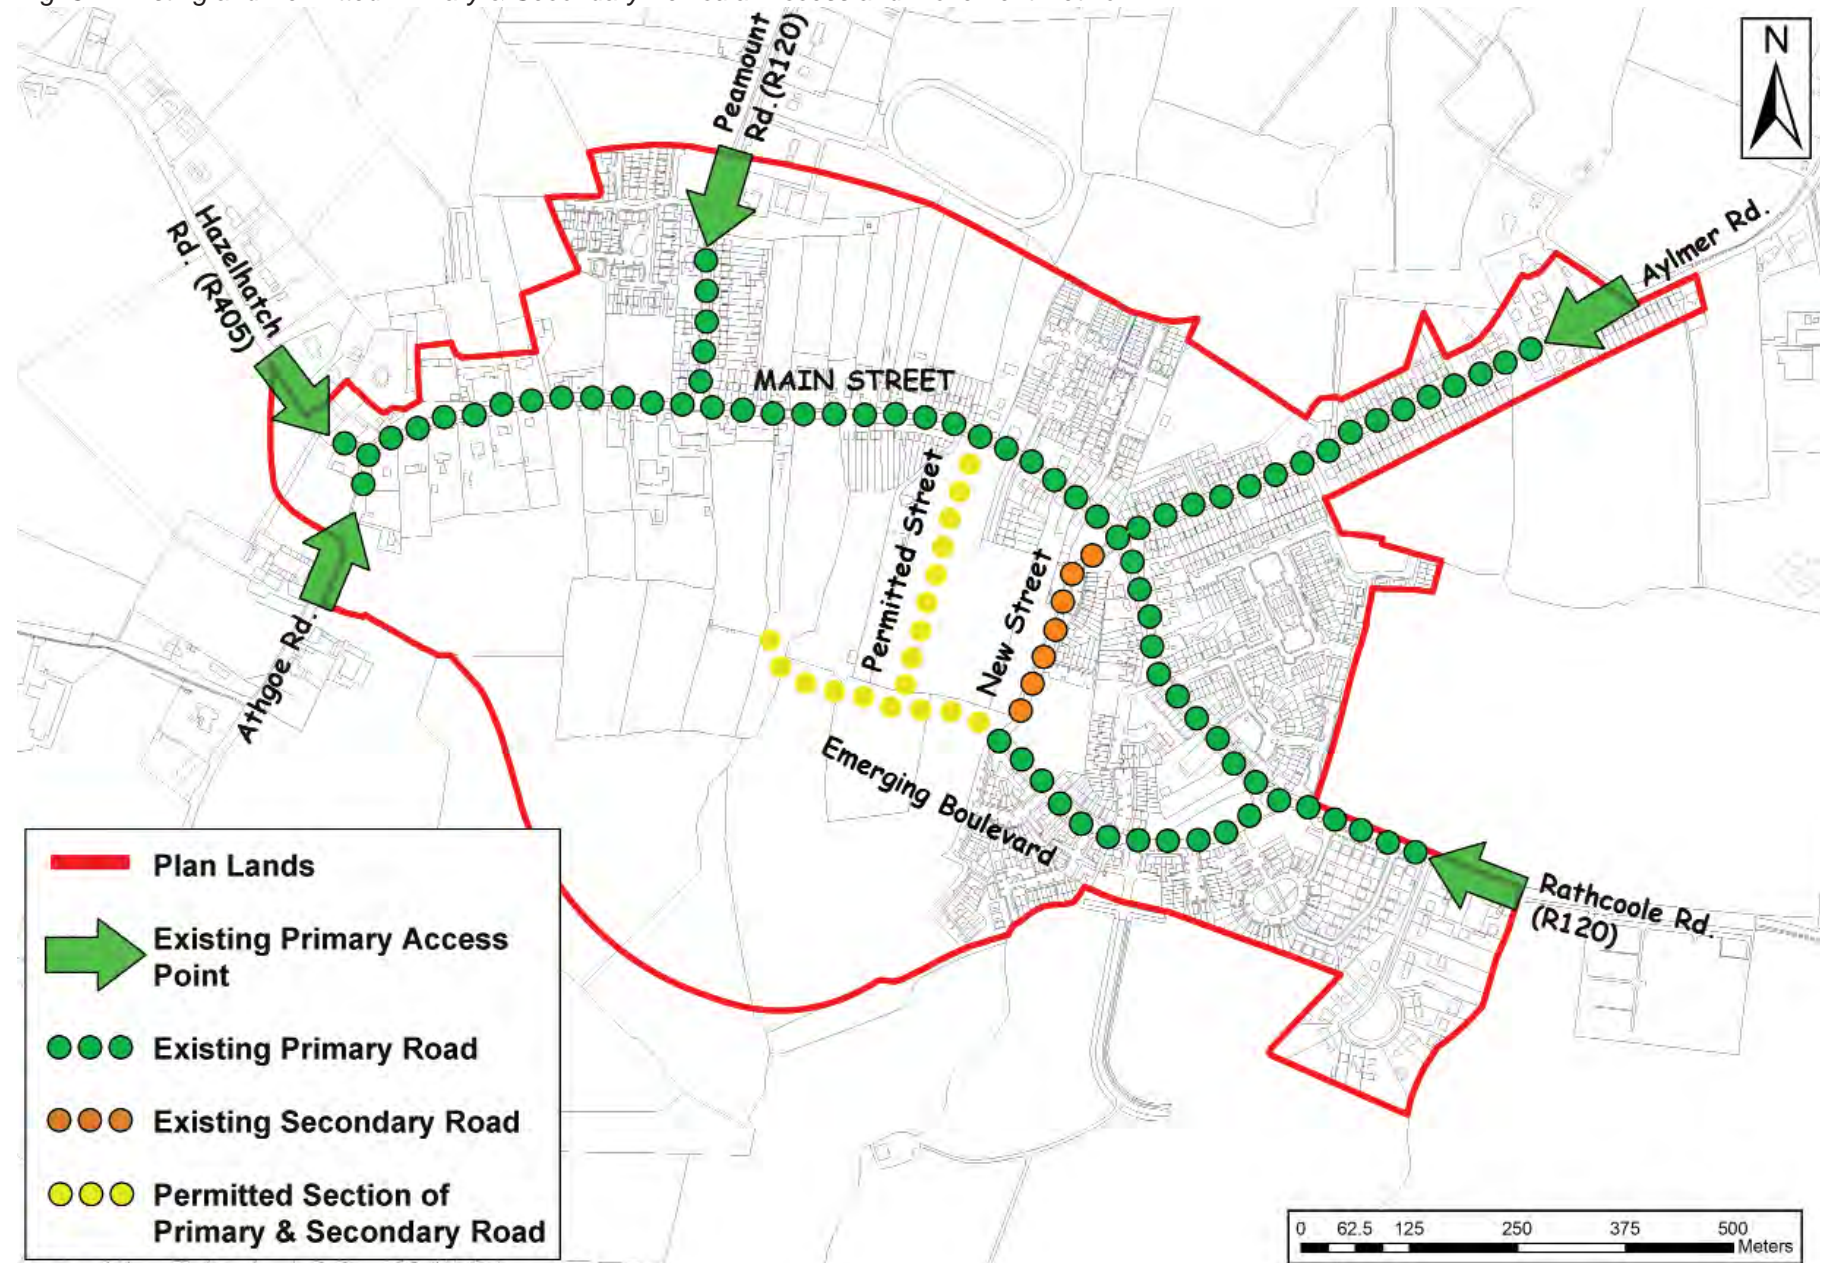 Peamount
Rd.(R120)
N
Hazelhatch
Rd. (R405)
Aylmer Rd.
MAIN STREET
Permitted Street
New Street
Athgoe Rd.
Emerging Boulevard
Rathcoole Rd.
(R120)
Plan Lands
Existing Primary Access
Point
Existing Primary Road
Existing Secondary Road
Permitted Section of
Primary & Secondary Road
0 62.5 125 250 375 500
Meters